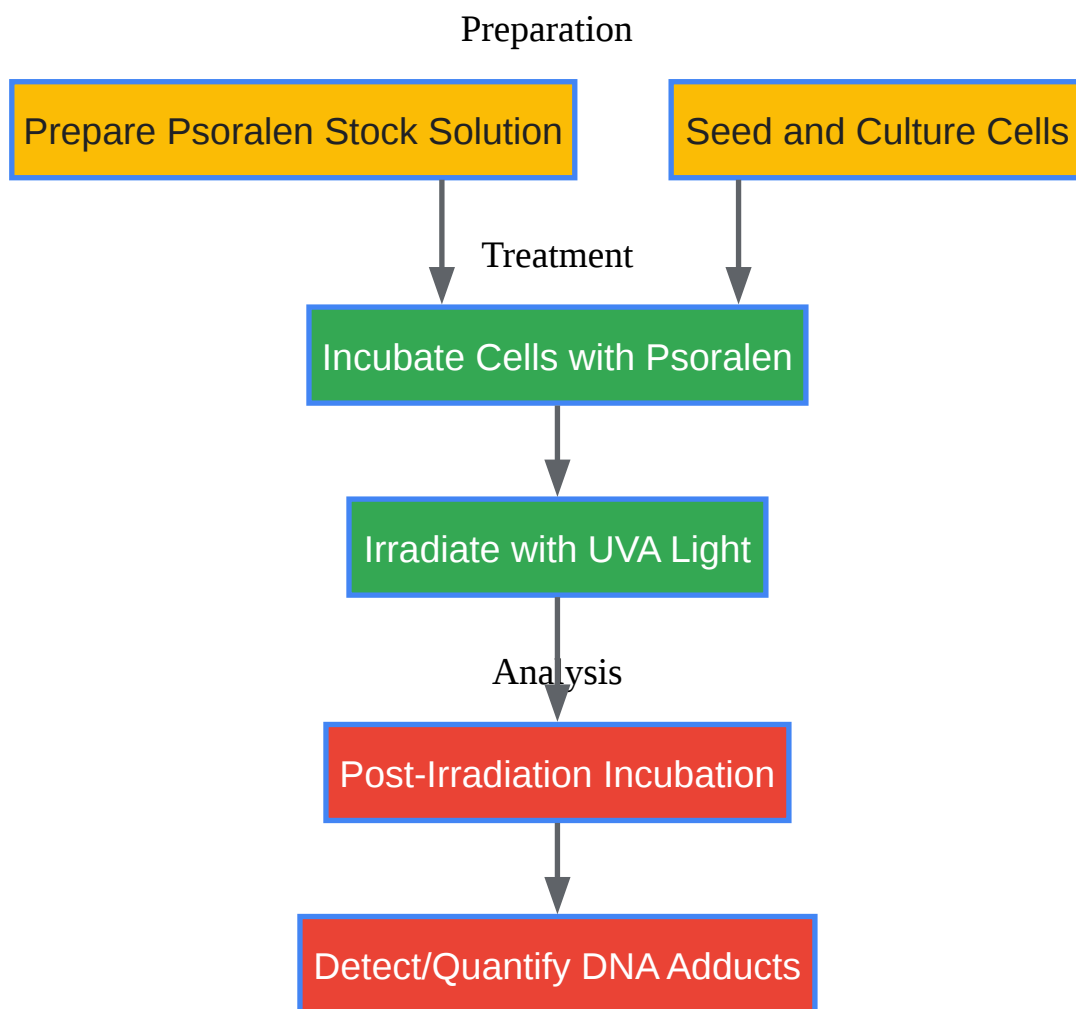 Preparation
Prepare Psoralen Stock Solution
Seed and Culture Cells
Treatment
Incubate Cells with Psoralen
Irradiate with UVA Light
Analysis
Post-Irradiation Incubation
Detect/Quantify DNA Adducts